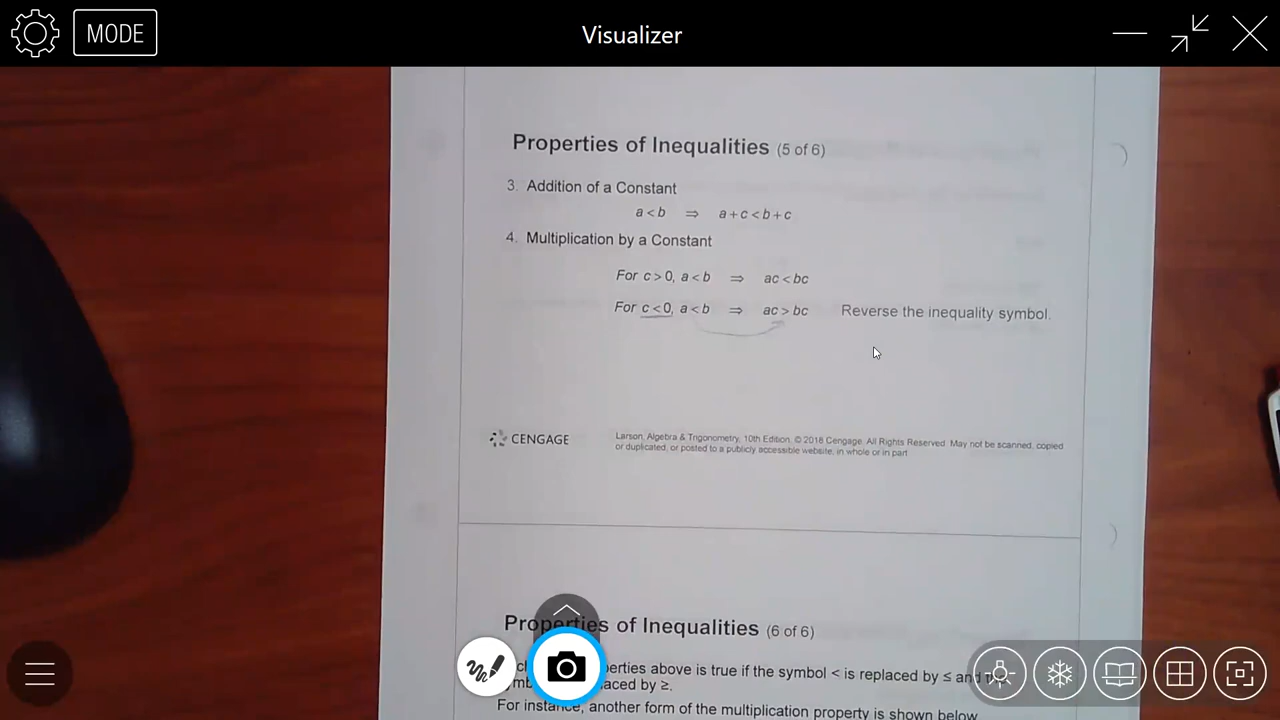 MODE
Visualizer
Properties of Inequalities (5 of 6)
3. Addition of a Constant
a < b ⇒ a + c < b + c
4. Multiplication by a Constant
For c > 0, a < b ⇒ ac < bc
For c < 0, a < b ⇒ ac > bc Reverse the inequality symbol.
CENGAGE
Larson, Algebra & Trigonometry, 10th Edition. © 2018 Cengage. All Rights Reserved. May not be scanned, copied
or duplicated, or posted to a publicly accessible website, in whole or in part.
Properties of Inequalities (6 of 6)
above is true if the symbol < is replaced by ≤ and
by ≥.
For instance, another form of the multiplication property is shown below